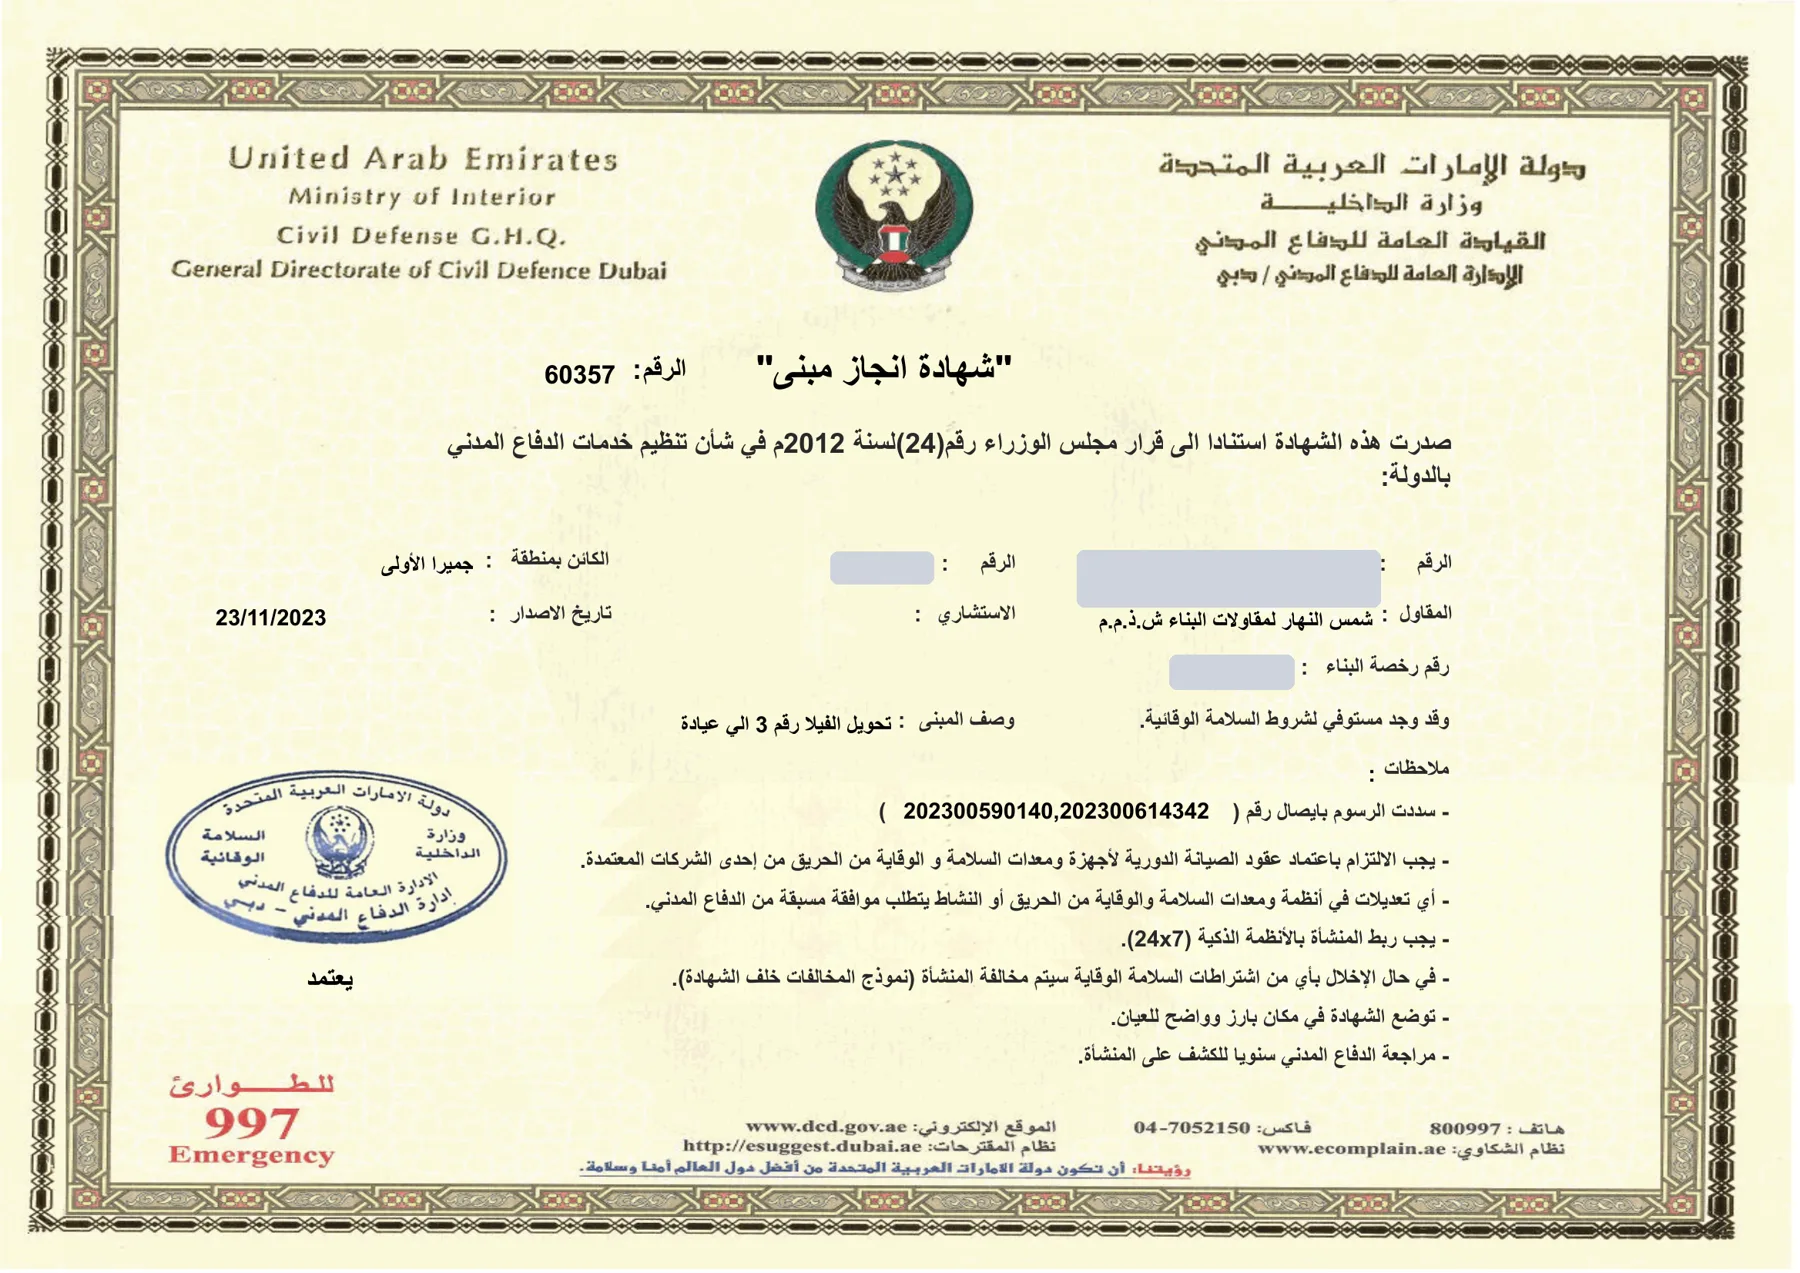 United Arab Emirates
Ministry of Interior
Civil Defense G.H.Q.
General Directorate of Civil Defence Dubai
دولة الإمارات العربية المتحدة
وزارة الداخليـــــــة
القيادة العامة للدفاع المدني
الإدارة العامة للدفاع المدني / دبي
"شهادة انجاز مبنى" الرقم: 60357
صدرت هذه الشهادة استنادا الى قرار مجلس الوزراء رقم(24)لسنة 2012م في شأن تنظيم خدمات الدفاع المدني
بالدولة:
الرقم : الرقم : الكائن بمنطقة : جميرا الأولى
المقاول : شمس النهار لمقاولات البناء ش.ذ.م.م الاستشاري : تاريخ الاصدار : 23/11/2023
رقم رخصة البناء :
وقد وجد مستوفي لشروط السلامة الوقائية. وصف المبنى : تحويل الفيلا رقم 3 الي عيادة
ملاحظات :
- سددت الرسوم بايصال رقم ( 202300590140,202300614342 )
- يجب الالتزام باعتماد عقود الصيانة الدورية لأجهزة ومعدات السلامة و الوقاية من الحريق من إحدى الشركات المعتمدة.
- أي تعديلات في أنظمة ومعدات السلامة والوقاية من الحريق أو النشاط يتطلب موافقة مسبقة من الدفاع المدني.
- يجب ربط المنشأة بالأنظمة الذكية (24x7).
- في حال الإخلال بأي من اشتراطات السلامة الوقاية سيتم مخالفة المنشأة (نموذج المخالفات خلف الشهادة).
- توضع الشهادة في مكان بارز وواضح للعيان.
- مراجعة الدفاع المدني سنويا للكشف على المنشأة.
دولة الامارات العربية المتحدة
وزارة الداخلية
السلامة الوقائية
الادارة العامة للدفاع المدني
إدارة الدفاع المدني - دبي
يعتمد
للطـــــوارئ
997
Emergency
هاتف : 800997 فاكس: 04-7052150 الموقع الإلكتروني: www.dcd.gov.ae
نظام الشكاوي: www.ecomplain.ae نظام المقترحات: http://esuggest.dubai.ae
رؤيتنا: أن تكون دولة الامارات العربية المتحدة من أفضل دول العالم أمنا وسلامة.